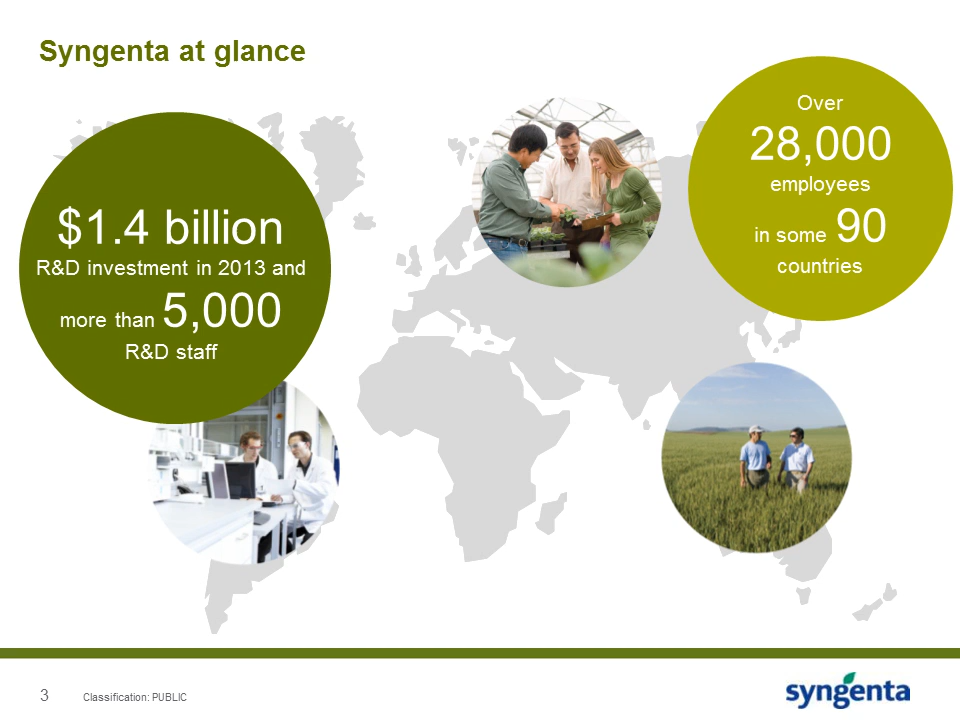 Syngenta at glance
$1.4 billion
R&D investment in 2013 and
more than 5,000
R&D staff
Over
28,000
employees
in some 90
countries
3 Classification: PUBLIC
syngenta